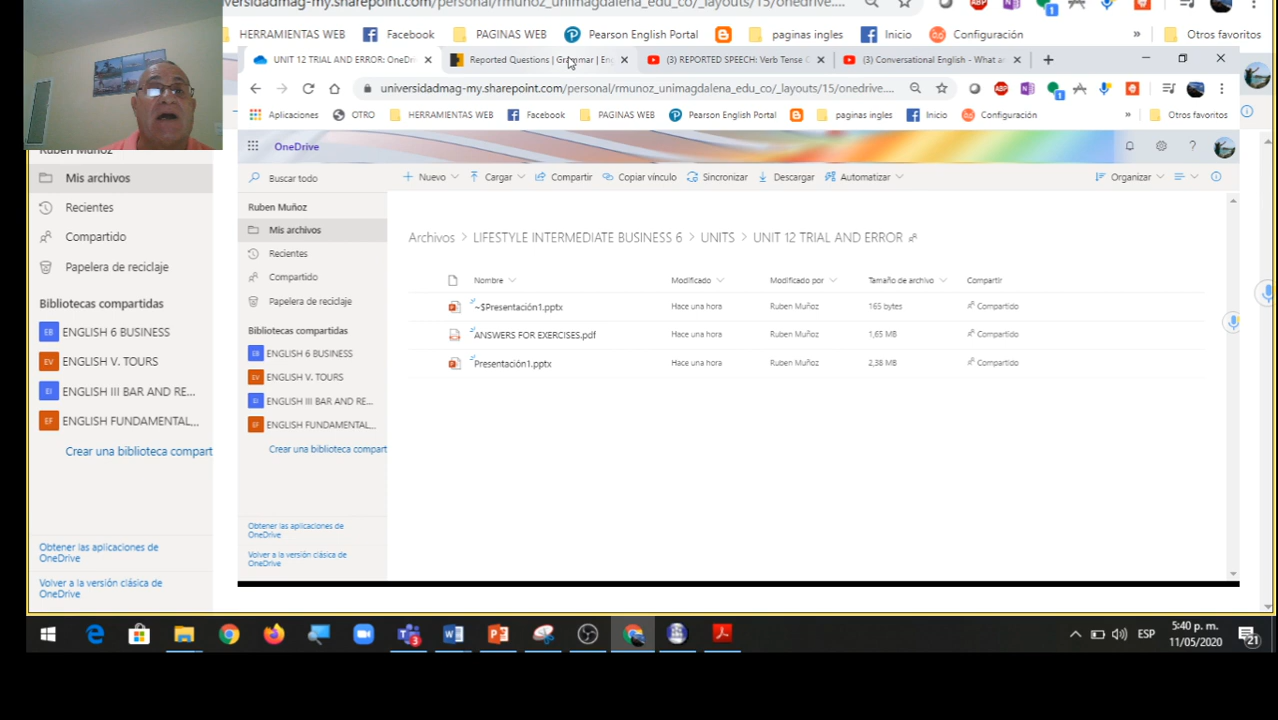 universidadmag-my.sharepoint.com/personal/rmunoz_unimagdalena_edu_co/_layouts/15/onedrive....
HERRAMIENTAS WEB Facebook PAGINAS WEB Pearson English Portal paginas ingles Inicio Configuración » Otros favoritos
UNIT 12 TRIAL AND ERROR: OneDri Reported Questions | Grammar | Eng (3) REPORTED SPEECH: Verb Tense C (3) Conversational English - What ar
universidadmag-my.sharepoint.com/personal/rmunoz_unimagdalena_edu_co/_layouts/15/onedrive....
Aplicaciones OTRO HERRAMIENTAS WEB Facebook PAGINAS WEB Pearson English Portal paginas ingles Inicio Configuración » Otros favoritos
OneDrive
Buscar todo Nuevo Cargar Compartir Copiar vínculo Sincronizar Descargar Automatizar Organizar
Ruben Muñoz
Mis archivos
Recientes
Compartido
Papelera de reciclaje
Bibliotecas compartidas
EB ENGLISH 6 BUSINESS
EV ENGLISH V. TOURS
EI ENGLISH III BAR AND RE...
EF ENGLISH FUNDAMENTAL...
Crear una biblioteca compart
Obtener las aplicaciones de
OneDrive
Volver a la versión clásica de
OneDrive
Ruben Muñoz
Mis archivos
Recientes
Compartido
Papelera de reciclaje
Bibliotecas compartidas
EB ENGLISH 6 BUSINESS
EV ENGLISH V. TOURS
EI ENGLISH III BAR AND RE...
EF ENGLISH FUNDAMENTAL...
Crear una biblioteca compart
Obtener las aplicaciones de
OneDrive
Volver a la versión clásica de
OneDrive
Archivos > LIFESTYLE INTERMEDIATE BUSINESS 6 > UNITS > UNIT 12 TRIAL AND ERROR
Nombre Modificado Modificado por Tamaño de archivo Compartir
~$Presentación1.pptx Hace una hora Ruben Muñoz 165 bytes Compartido
ANSWERS FOR EXERCISES.pdf Hace una hora Ruben Muñoz 1,65 MB Compartido
Presentación1.pptx Hace una hora Ruben Muñoz 2,38 MB Compartido
ESP
5:40 p. m.
11/05/2020
21